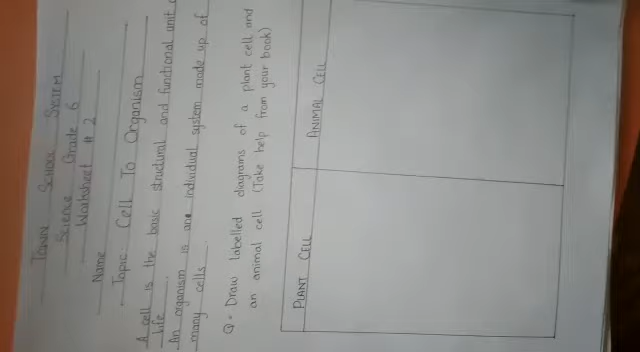 TOWN SCHOOL SYSTEM
Science Grade 6
Worksheet # 2
Name
Topic: Cell To Organism
A cell is the basic structural and functional unit
life.
An organism is an individual system made up of
many cells.
Q- Draw labelled diagrams of a plant cell and
an animal cell (Take help from your book)
PLANT CELL
ANIMAL CELL